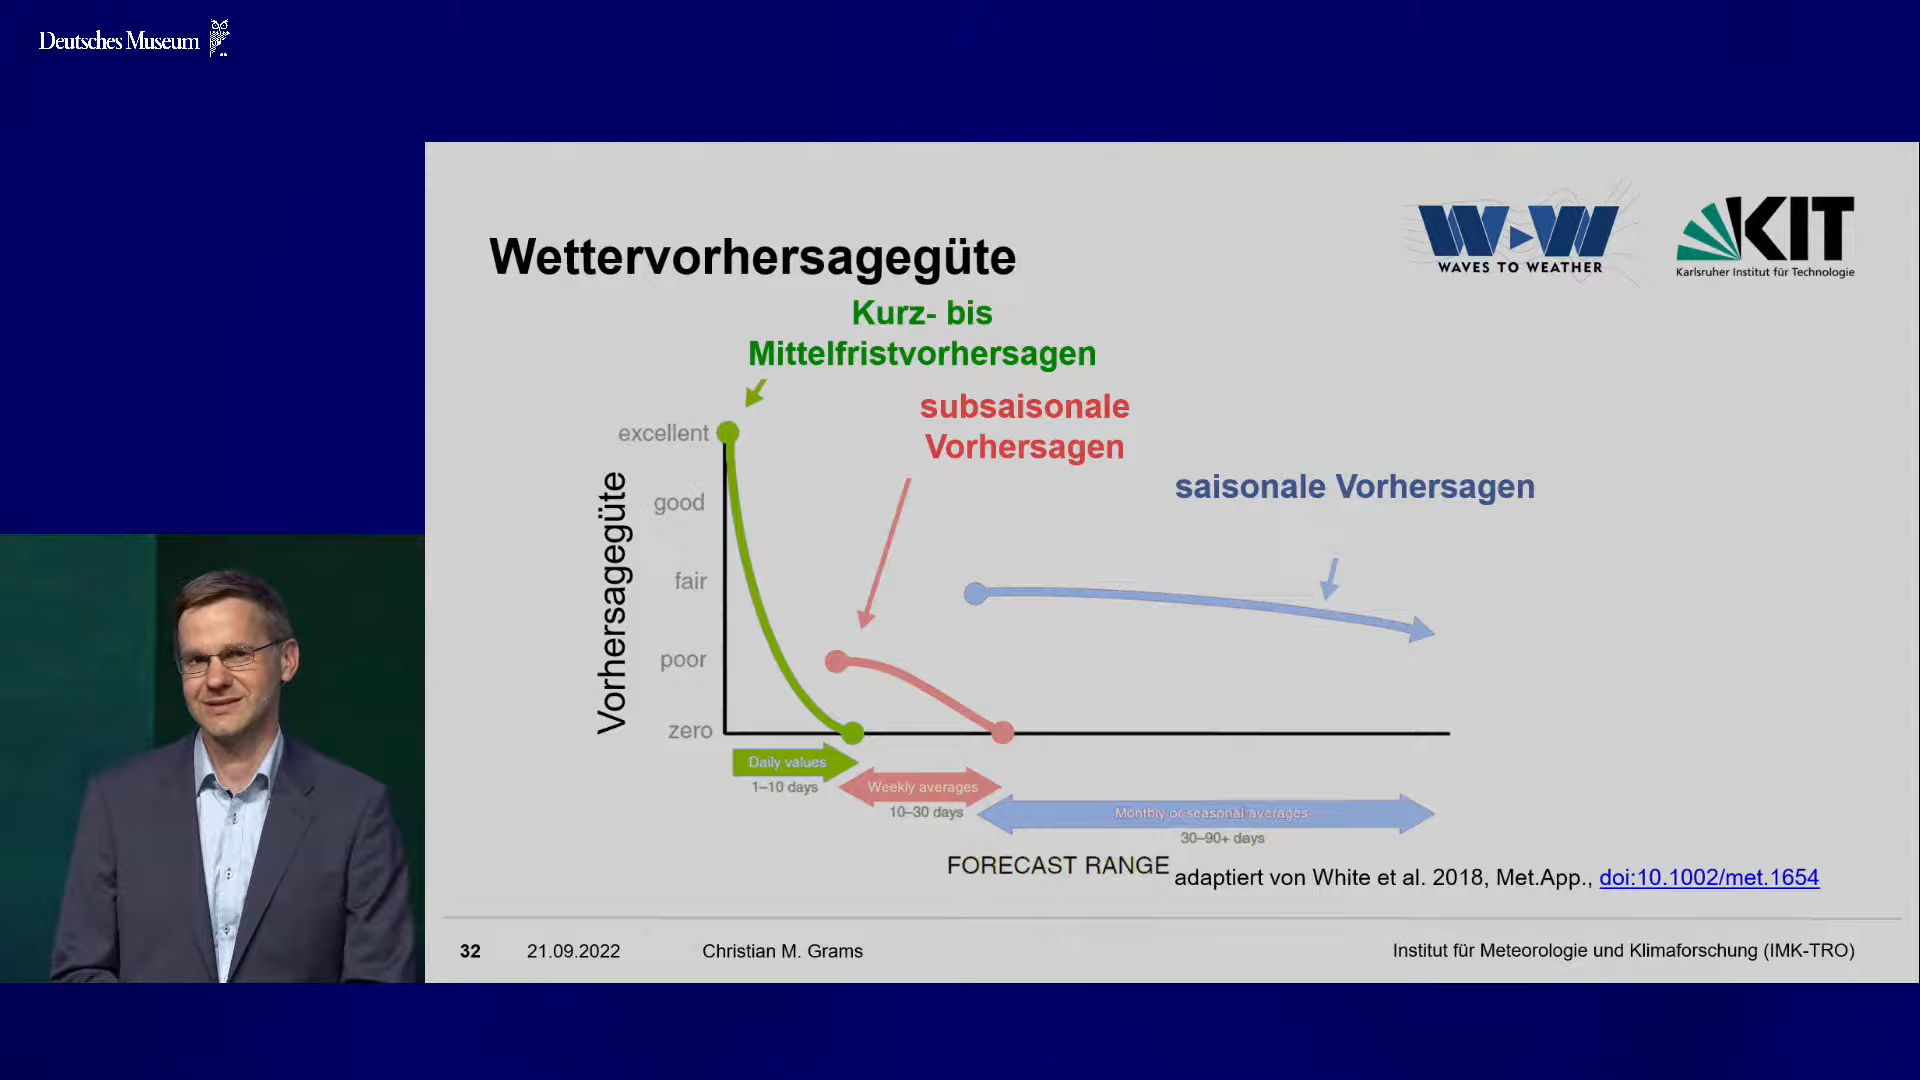 Deutsches Museum
Wettervorhersagegüte
WAVES TO WEATHER
KIT
Karlsruher Institut für Technologie
Kurz- bis
Mittelfristvorhersagen
subsaisonale
Vorhersagen
saisonale Vorhersagen
Vorhersagegüte
excellent
good
fair
poor
zero
Daily values
1–10 days
Weekly averages
10–30 days
Monthly or seasonal averages
30–90+ days
FORECAST RANGE
adaptiert von White et al. 2018, Met.App., doi:10.1002/met.1654
32 21.09.2022 Christian M. Grams Institut für Meteorologie und Klimaforschung (IMK-TRO)